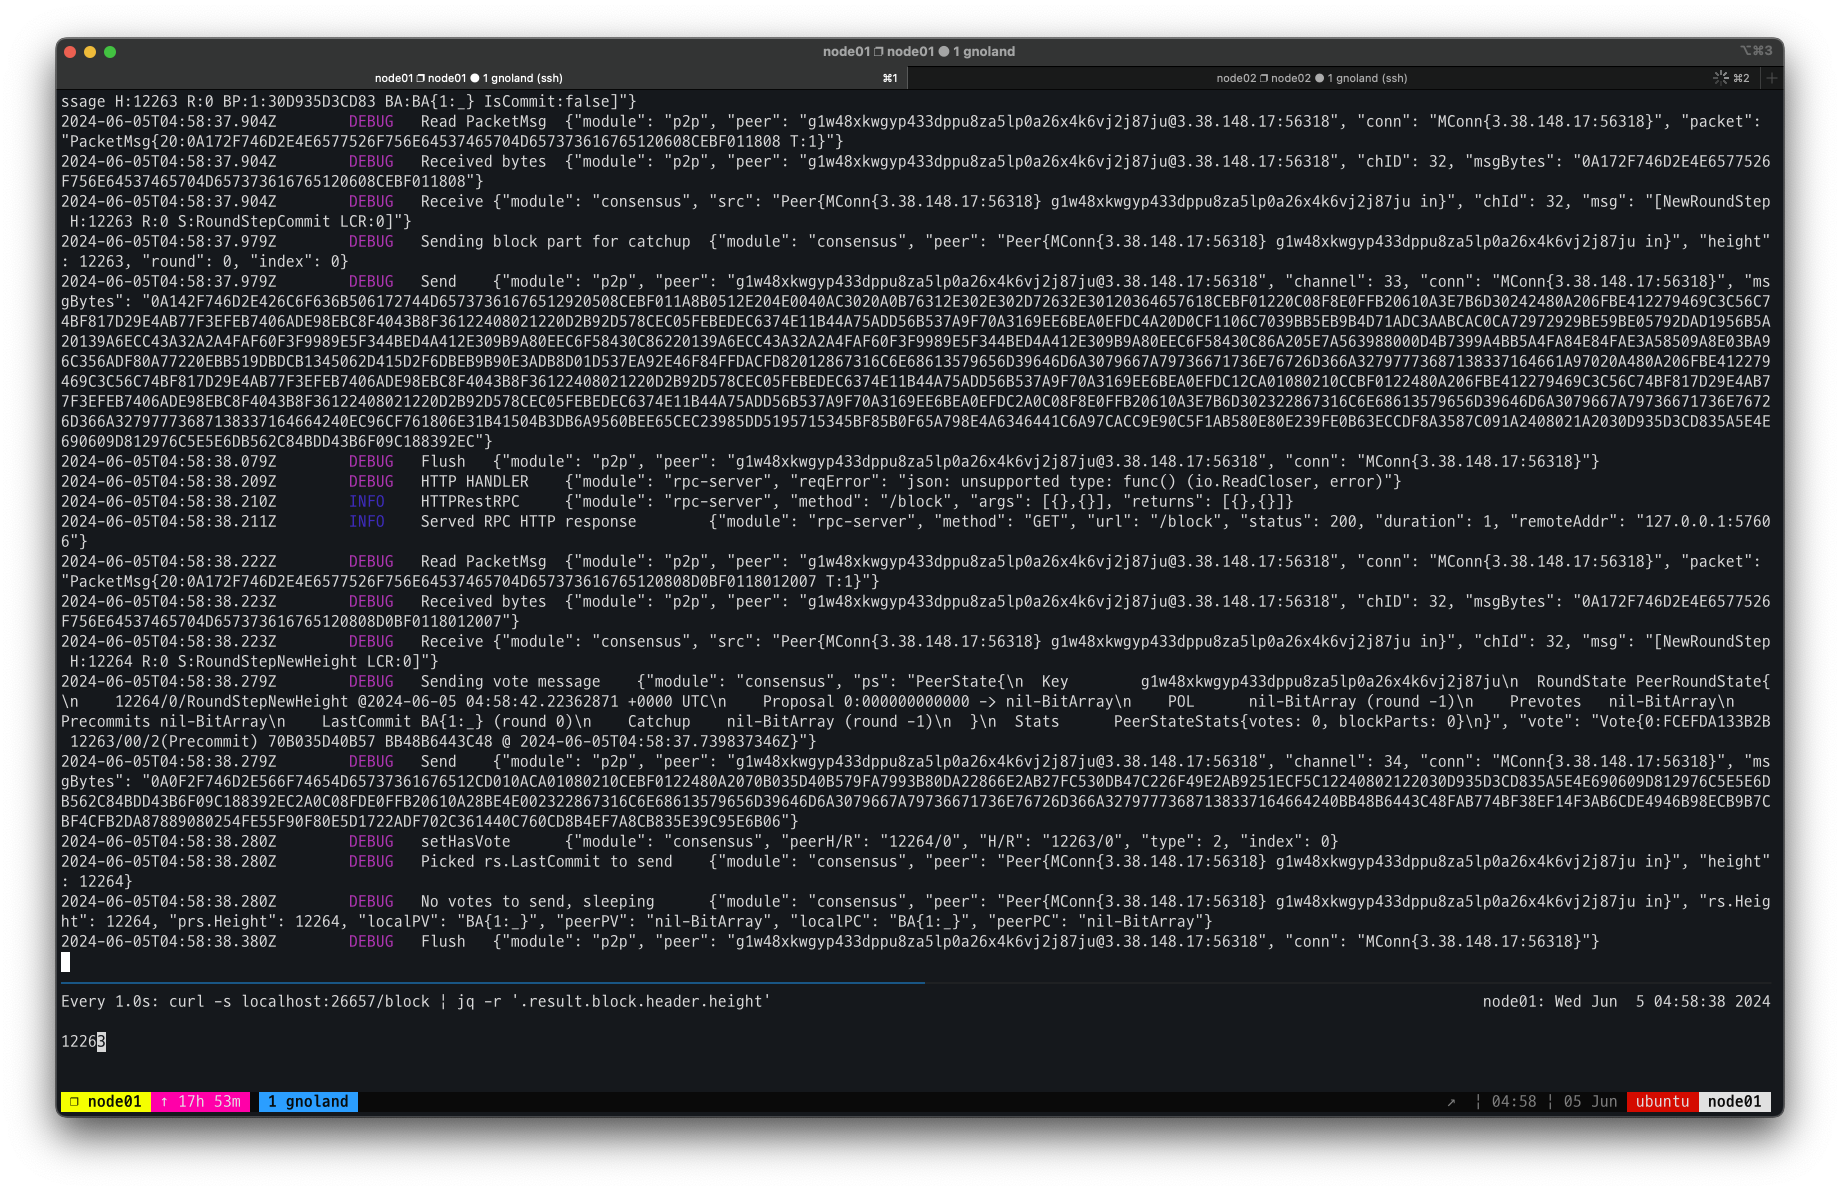 node01 ❐ node01 ● 1 gnoland
⌥⌘3
node01 ❐ node01 ● 1 gnoland (ssh)
⌘1
node02 ❐ node02 ● 1 gnoland (ssh)
⌘2
+
ssage H:12263 R:0 BP:1:30D935D3CD83 BA:BA{1:_} IsCommit:false]"}
2024-06-05T04:58:37.904Z DEBUG Read PacketMsg {"module": "p2p", "peer": "g1w48xkwgyp433dppu8za5lp0a26x4k6vj2j87ju@3.38.148.17:56318", "conn": "MConn{3.38.148.17:56318}", "packet":
"PacketMsg{20:0A172F746D2E4E6577526F756E64537465704D657373616765120608CEBF011808 T:1}"}
2024-06-05T04:58:37.904Z DEBUG Received bytes {"module": "p2p", "peer": "g1w48xkwgyp433dppu8za5lp0a26x4k6vj2j87ju@3.38.148.17:56318", "chID": 32, "msgBytes": "0A172F746D2E4E6577526
F756E64537465704D657373616765120608CEBF011808"}
2024-06-05T04:58:37.904Z DEBUG Receive {"module": "consensus", "src": "Peer{MConn{3.38.148.17:56318} g1w48xkwgyp433dppu8za5lp0a26x4k6vj2j87ju in}", "chId": 32, "msg": "[NewRoundStep
H:12263 R:0 S:RoundStepCommit LCR:0]"}
2024-06-05T04:58:37.979Z DEBUG Sending block part for catchup {"module": "consensus", "peer": "Peer{MConn{3.38.148.17:56318} g1w48xkwgyp433dppu8za5lp0a26x4k6vj2j87ju in}", "height"
: 12263, "round": 0, "index": 0}
2024-06-05T04:58:37.979Z DEBUG Send {"module": "p2p", "peer": "g1w48xkwgyp433dppu8za5lp0a26x4k6vj2j87ju@3.38.148.17:56318", "channel": 33, "conn": "MConn{3.38.148.17:56318}", "ms
gBytes": "0A142F746D2E426C6F636B506172744D65737361676512920508CEBF011A8B0512E204E0040AC3020A0B76312E302E302D72632E30120364657618CEBF01220C08F8E0FFB20610A3E7B6D30242480A206FBE412279469C3C56C7
4BF817D29E4AB77F3EFEB7406ADE98EBC8F4043B8F36122408021220D2B92D578CEC05FEBEDEC6374E11B44A75ADD56B537A9F70A3169EE6BEA0EFDC4A20D0CF1106C7039BB5EB9B4D71ADC3AABCAC0CA72972929BE59BE05792DAD1956B5A
20139A6ECC43A32A2A4FAF60F3F9989E5F344BED4A412E309B9A80EEC6F58430C86220139A6ECC43A32A2A4FAF60F3F9989E5F344BED4A412E309B9A80EEC6F58430C86A205E7A563988000D4B7399A4BB5A4FA84E84FAE3A58509A8E03BA9
6C356ADF80A77220EBB519DBDCB1345062D415D2F6DBEB9B90E3ADB8D01D537EA92E46F84FFDACFD82012867316C6E68613579656D39646D6A3079667A79736671736E76726D366A32797773687138337164661A97020A480A206FBE412279
469C3C56C74BF817D29E4AB77F3EFEB7406ADE98EBC8F4043B8F36122408021220D2B92D578CEC05FEBEDEC6374E11B44A75ADD56B537A9F70A3169EE6BEA0EFDC12CA01080210CCBF0122480A206FBE412279469C3C56C74BF817D29E4AB7
7F3EFEB7406ADE98EBC8F4043B8F36122408021220D2B92D578CEC05FEBEDEC6374E11B44A75ADD56B537A9F70A3169EE6BEA0EFDC2A0C08F8E0FFB20610A3E7B6D302322867316C6E68613579656D39646D6A3079667A79736671736E7672
6D366A32797773687138337164664240EC96CF761806E31B41504B3DB6A9560BEE65CEC23985DD5195715345BF85B0F65A798E4A6346441C6A97CACC9E90C5F1AB580E80E239FE0B63ECCDF8A3587C091A2408021A2030D935D3CD835A5E4E
690609D812976C5E5E6DB562C84BDD43B6F09C188392EC"}
2024-06-05T04:58:38.079Z DEBUG Flush {"module": "p2p", "peer": "g1w48xkwgyp433dppu8za5lp0a26x4k6vj2j87ju@3.38.148.17:56318", "conn": "MConn{3.38.148.17:56318}"}
2024-06-05T04:58:38.209Z DEBUG HTTP HANDLER {"module": "rpc-server", "reqError": "json: unsupported type: func() (io.ReadCloser, error)"}
2024-06-05T04:58:38.210Z INFO HTTPRestRPC {"module": "rpc-server", "method": "/block", "args": [{},{}], "returns": [{},{}]}
2024-06-05T04:58:38.211Z INFO Served RPC HTTP response {"module": "rpc-server", "method": "GET", "url": "/block", "status": 200, "duration": 1, "remoteAddr": "127.0.0.1:5760
6"}
2024-06-05T04:58:38.222Z DEBUG Read PacketMsg {"module": "p2p", "peer": "g1w48xkwgyp433dppu8za5lp0a26x4k6vj2j87ju@3.38.148.17:56318", "conn": "MConn{3.38.148.17:56318}", "packet":
"PacketMsg{20:0A172F746D2E4E6577526F756E64537465704D657373616765120808D0BF0118012007 T:1}"}
2024-06-05T04:58:38.223Z DEBUG Received bytes {"module": "p2p", "peer": "g1w48xkwgyp433dppu8za5lp0a26x4k6vj2j87ju@3.38.148.17:56318", "chID": 32, "msgBytes": "0A172F746D2E4E6577526
F756E64537465704D657373616765120808D0BF0118012007"}
2024-06-05T04:58:38.223Z DEBUG Receive {"module": "consensus", "src": "Peer{MConn{3.38.148.17:56318} g1w48xkwgyp433dppu8za5lp0a26x4k6vj2j87ju in}", "chId": 32, "msg": "[NewRoundStep
H:12264 R:0 S:RoundStepNewHeight LCR:0]"}
2024-06-05T04:58:38.279Z DEBUG Sending vote message {"module": "consensus", "ps": "PeerState{\n Key g1w48xkwgyp433dppu8za5lp0a26x4k6vj2j87ju\n RoundState PeerRoundState{
\n 12264/0/RoundStepNewHeight @2024-06-05 04:58:42.22362871 +0000 UTC\n Proposal 0:000000000000 -> nil-BitArray\n POL nil-BitArray (round -1)\n Prevotes nil-BitArray\n
Precommits nil-BitArray\n LastCommit BA{1:_} (round 0)\n Catchup nil-BitArray (round -1)\n }\n Stats PeerStateStats{votes: 0, blockParts: 0}\n}", "vote": "Vote{0:FCEFDA133B2B
12263/00/2(Precommit) 70B035D40B57 BB48B6443C48 @ 2024-06-05T04:58:37.739837346Z}"}
2024-06-05T04:58:38.279Z DEBUG Send {"module": "p2p", "peer": "g1w48xkwgyp433dppu8za5lp0a26x4k6vj2j87ju@3.38.148.17:56318", "channel": 34, "conn": "MConn{3.38.148.17:56318}", "ms
gBytes": "0A0F2F746D2E566F74654D65737361676512CD010ACA01080210CEBF0122480A2070B035D40B579FA7993B80DA22866E2AB27FC530DB47C226F49E2AB9251ECF5C12240802122030D935D3CD835A5E4E690609D812976C5E5E6D
B562C84BDD43B6F09C188392EC2A0C08FDE0FFB20610A28BE4E002322867316C6E68613579656D39646D6A3079667A79736671736E76726D366A32797773687138337164664240BB48B6443C48FAB774BF38EF14F3AB6CDE4946B98ECB9B7C
BF4CFB2DA87889080254FE55F90F80E5D1722ADF702C361440C760CD8B4EF7A8CB835E39C95E6B06"}
2024-06-05T04:58:38.280Z DEBUG setHasVote {"module": "consensus", "peerH/R": "12264/0", "H/R": "12263/0", "type": 2, "index": 0}
2024-06-05T04:58:38.280Z DEBUG Picked rs.LastCommit to send {"module": "consensus", "peer": "Peer{MConn{3.38.148.17:56318} g1w48xkwgyp433dppu8za5lp0a26x4k6vj2j87ju in}", "height"
: 12264}
2024-06-05T04:58:38.280Z DEBUG No votes to send, sleeping {"module": "consensus", "peer": "Peer{MConn{3.38.148.17:56318} g1w48xkwgyp433dppu8za5lp0a26x4k6vj2j87ju in}", "rs.Heig
ht": 12264, "prs.Height": 12264, "localPV": "BA{1:_}", "peerPV": "nil-BitArray", "localPC": "BA{1:_}", "peerPC": "nil-BitArray"}
2024-06-05T04:58:38.380Z DEBUG Flush {"module": "p2p", "peer": "g1w48xkwgyp433dppu8za5lp0a26x4k6vj2j87ju@3.38.148.17:56318", "conn": "MConn{3.38.148.17:56318}"}
Every 1.0s: curl -s localhost:26657/block ¦ jq -r '.result.block.header.height' node01: Wed Jun 5 04:58:38 2024
12263
❐ node01 ↑ 17h 53m 1 gnoland ↗ ¦ 04:58 ¦ 05 Jun ubuntu node01